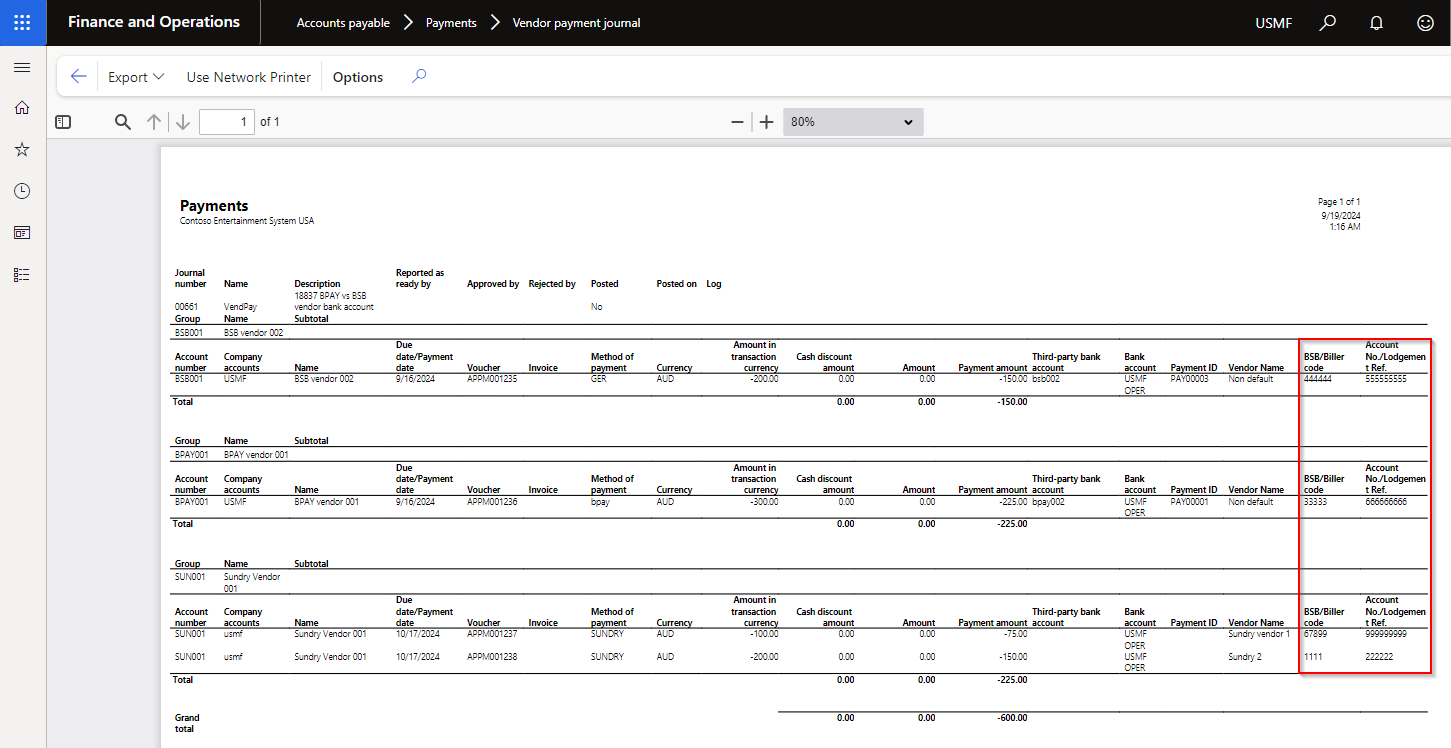 Finance and Operations Accounts payable Payments Vendor payment journal USMF
Export Use Network Printer Options
1 of 1 80%
Payments Page 1 of 1
Contoso Entertainment System USA 9/19/2024
1:16 AM
Journal Reported as
number Name Description ready by Approved by Rejected by Posted Posted on Log
18837 BPAY vs BSB
00661 VendPay vendor bank account No
Group Name Subtotal
BSB001 BSB vendor 002
Due Amount in Account
Account Company date/Payment Method of transaction Cash discount Third-party bank Bank BSB/Biller No./Lodgemen
number accounts Name date Voucher Invoice payment Currency currency amount Amount Payment amount account account Payment ID Vendor Name code t Ref.
BSB001 USMF BSB vendor 002 9/16/2024 APPM001235 GER AUD -200.00 0.00 0.00 -150.00 bsb002 USMF PAY00003 Non default 444444 555555555
OPER
Total 0.00 0.00 -150.00
Group Name Subtotal
BPAY001 BPAY vendor 001
Due Amount in Account
Account Company date/Payment Method of transaction Cash discount Third-party bank Bank BSB/Biller No./Lodgemen
number accounts Name date Voucher Invoice payment Currency currency amount Amount Payment amount account account Payment ID Vendor Name code t Ref.
BPAY001 USMF BPAY vendor 001 9/16/2024 APPM001236 bpay AUD -300.00 0.00 0.00 -225.00 bpay002 USMF PAY00001 Non default 33333 666666666
OPER
Total 0.00 0.00 -225.00
Group Name Subtotal
SUN001 Sundry Vendor
001
Due Amount in Account
Account Company date/Payment Method of transaction Cash discount Third-party bank Bank BSB/Biller No./Lodgemen
number accounts Name date Voucher Invoice payment Currency currency amount Amount Payment amount account account Payment ID Vendor Name code t Ref.
SUN001 usmf Sundry Vendor 001 10/17/2024 APPM001237 SUNDRY AUD -100.00 0.00 0.00 -75.00 USMF Sundry vendor 1 67899 999999999
OPER
SUN001 usmf Sundry Vendor 001 10/17/2024 APPM001238 SUNDRY AUD -200.00 0.00 0.00 -150.00 USMF Sundry 2 1111 222222
OPER
Total 0.00 0.00 -225.00
Grand 0.00 0.00 -600.00
total